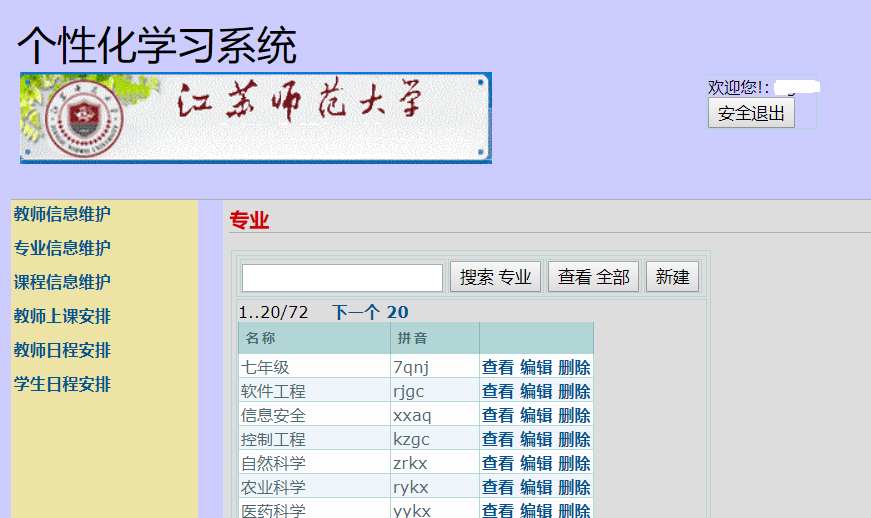 个性化学习系统
江苏师范大学
欢迎您!:
安全退出
教师信息维护
专业信息维护
课程信息维护
教师上课安排
教师日程安排
学生日程安排
专业
搜索 专业 查看 全部 新建
1..20/72 下一个 20
名称 拼音
七年级 7qnj 查看 编辑 删除
软件工程 rjgc 查看 编辑 删除
信息安全 xxaq 查看 编辑 删除
控制工程 kzgc 查看 编辑 删除
自然科学 zrkx 查看 编辑 删除
农业科学 rykx 查看 编辑 删除
医药科学 yykx 查看 编辑 删除